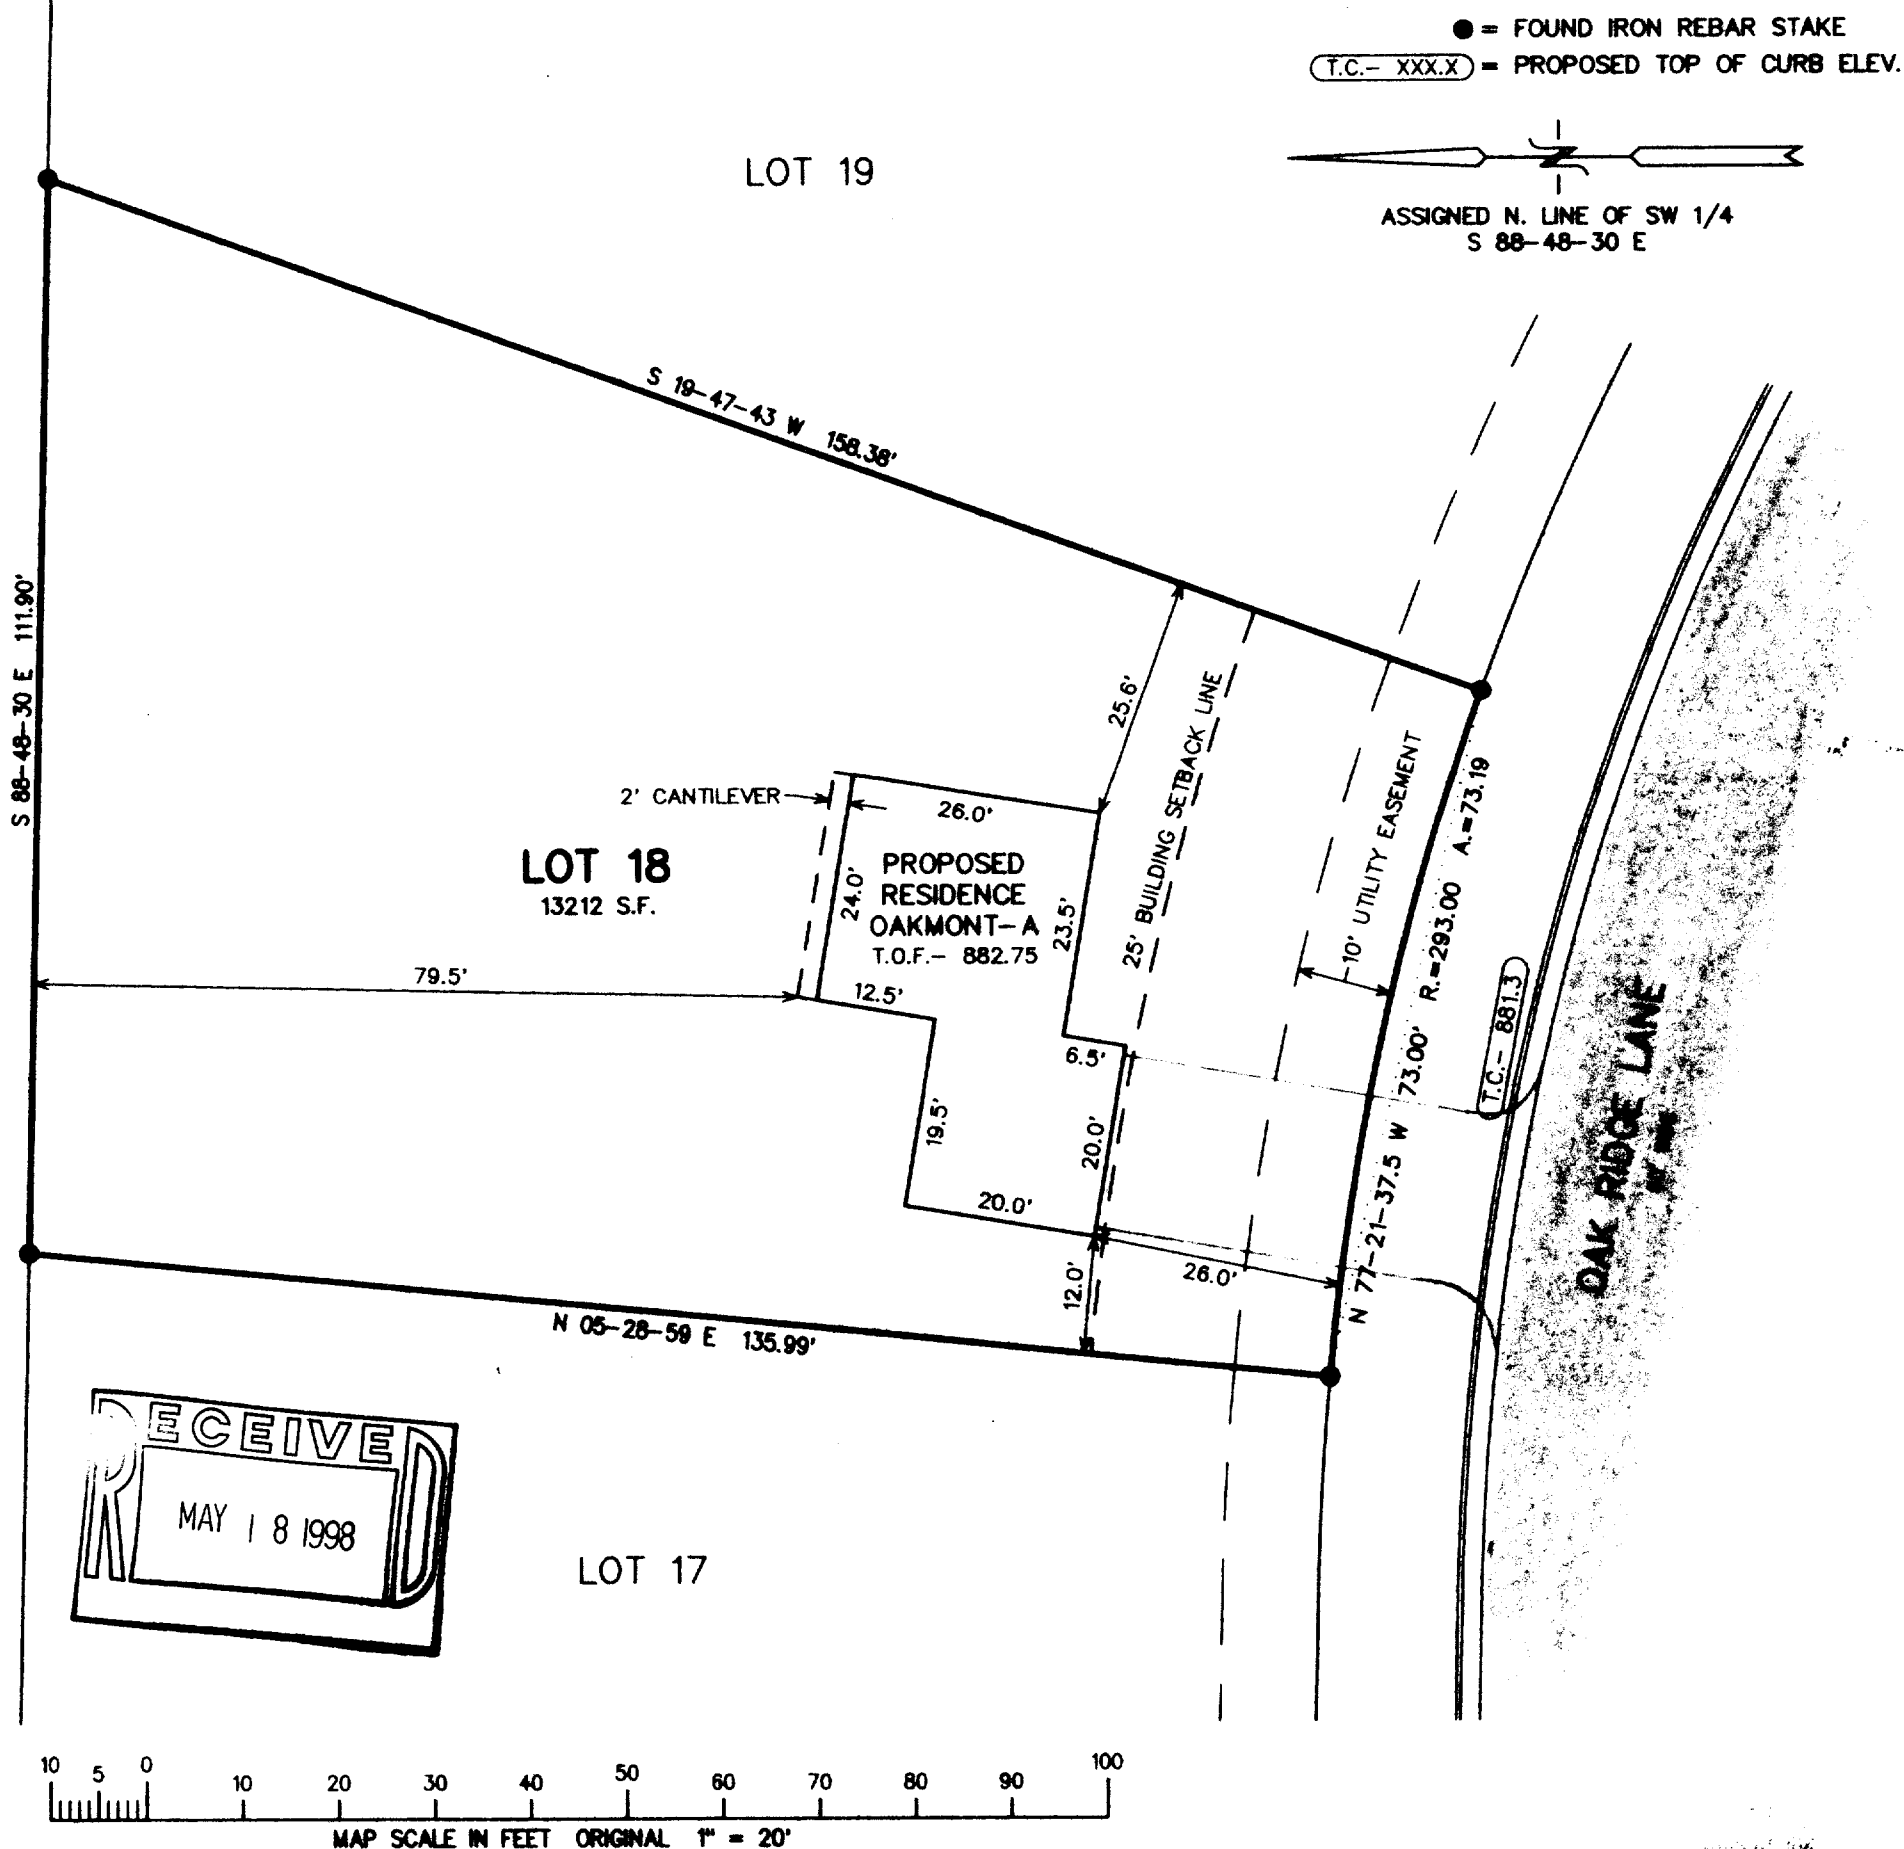 ● = FOUND IRON REBAR STAKE
T.C.- XXX.X = PROPOSED TOP OF CURB ELEV.
ASSIGNED N. LINE OF SW 1/4
S 88-48-30 E
LOT 19
S 19-47-43 W 158.38'
S 88-48-30 E 111.90'
25.6'
25' BUILDING SETBACK LINE
10' UTILITY EASEMENT
R.=293.00 A.=73.19
N 77-21-37.5 W 73.00'
2' CANTILEVER
26.0'
LOT 18
13212 S.F.
24.0'
PROPOSED
RESIDENCE
OAKMONT-A
T.O.F.- 882.75
23.5'
79.5'
12.5'
6.5'
T.C.- 881.3
OAK RIDGE LANE
19.5'
20.0'
20.0'
26.0'
12.0'
N 05-28-59 E 135.99'
RECEIVED
MAY 18 1998
LOT 17
10 5 0 10 20 30 40 50 60 70 80 90 100
MAP SCALE IN FEET ORIGINAL 1" = 20'